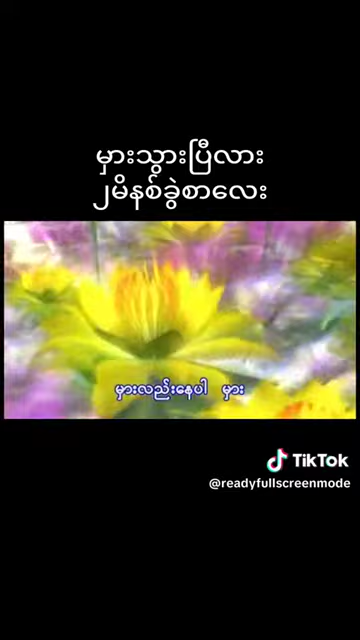 မှားသွားပြီလား
၂မိနစ်ခွဲစာလေး
မှားလည်းနေပါ မှား
TikTok
@readyfullscreenmode